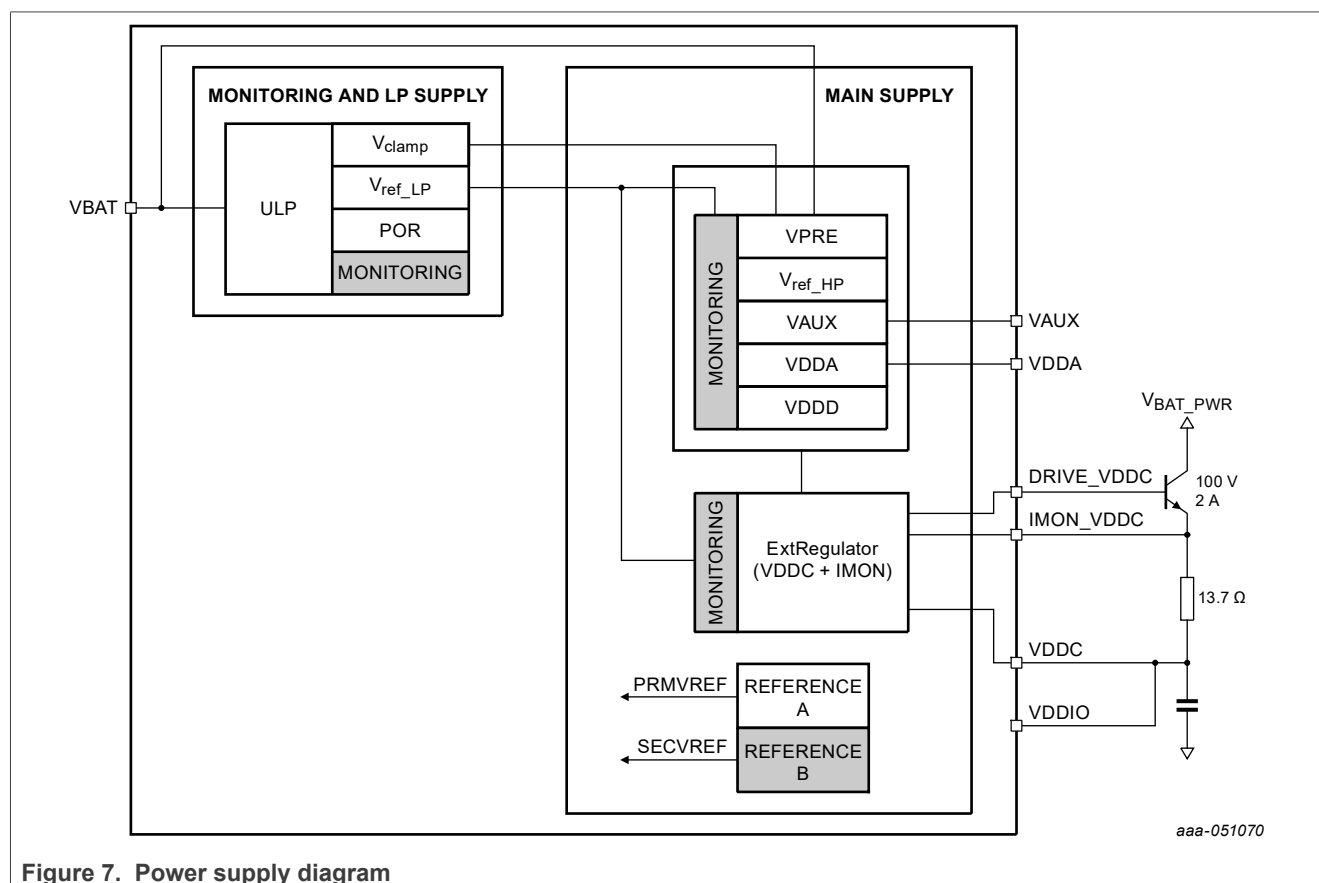 MONITORING AND LP SUPPLY
MAIN SUPPLY
VBAT
ULP
Vclamp
Vref_LP
POR
MONITORING
MONITORING
VPRE
Vref_HP
VAUX
VDDA
VDDD
VAUX
VDDA
VBAT_PWR
DRIVE_VDDC
100 V
2 A
IMON_VDDC
MONITORING
ExtRegulator
(VDDC + IMON)
13.7 Ω
VDDC
VDDIO
PRMVREF
REFERENCE
A
SECVREF
REFERENCE
B
aaa-051070
Figure 7. Power supply diagram